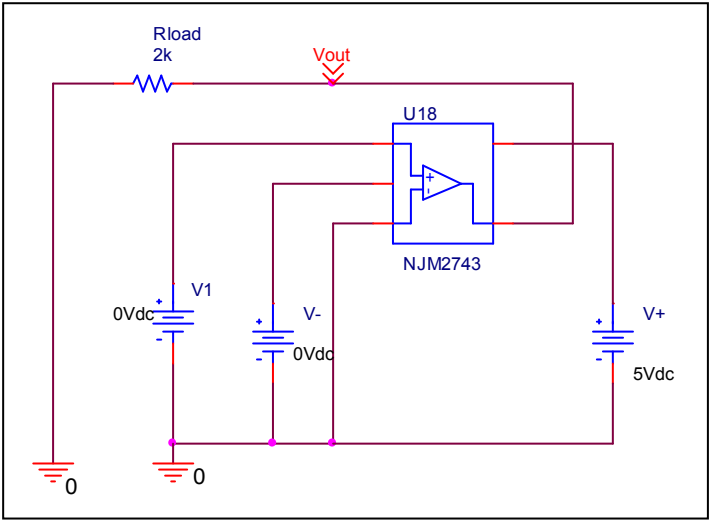 Rload
2k
Vout
U18
+
-
NJM2743
V1
+
0Vdc
-
V-
+
0Vdc
-
V+
+
-
5Vdc
0
0